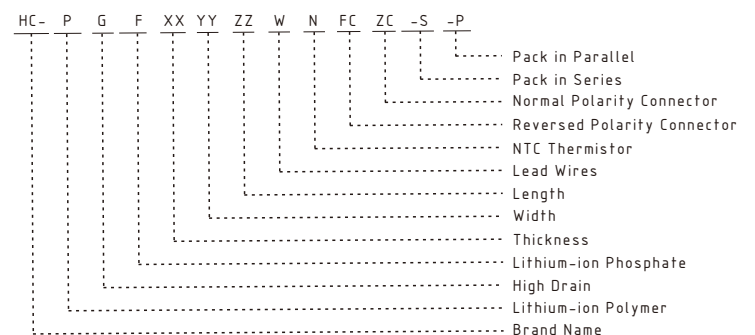 HC- P G F XX YY ZZ W N FC ZC -S -P
Pack in Parallel
Pack in Series
Normal Polarity Connector
Reversed Polarity Connector
NTC Thermistor
Lead Wires
Length
Width
Thickness
Lithium-ion Phosphate
High Drain
Lithium-ion Polymer
Brand Name